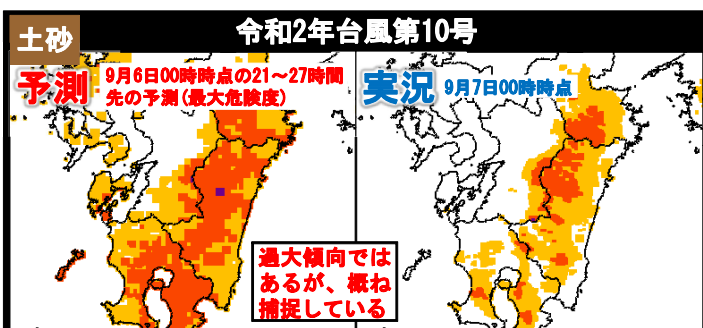 令和2年台風第10号
土砂
予測
9月6日00時時点の21～27時間
先の予測(最大危険度)
実況
9月7日00時時点
過大傾向では
あるが、概ね
捕捉している